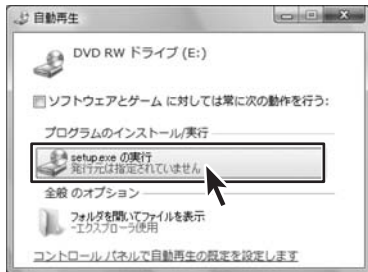 自動再生
DVD RW ドライブ (E:)
ソフトウェアとゲーム に対しては常に次の動作を行う:
プログラムのインストール/実行
setup.exe の実行
発行元は指定されていません
全般 のオプション
フォルダを開いてファイルを表示
-エクスプローラ使用
コントロール パネルで自動再生の既定を設定します